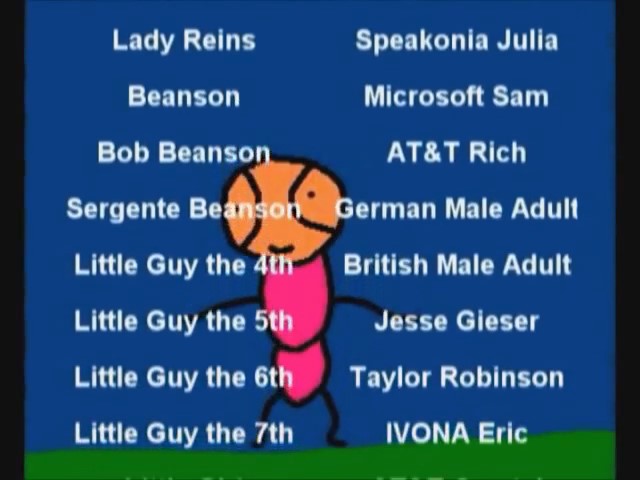 Lady Reins Speakonia Julia
Beanson Microsoft Sam
Bob Beanson AT&T Rich
Sergente Beanson German Male Adult
Little Guy the 4th British Male Adult
Little Guy the 5th Jesse Gieser
Little Guy the 6th Taylor Robinson
Little Guy the 7th IVONA Eric